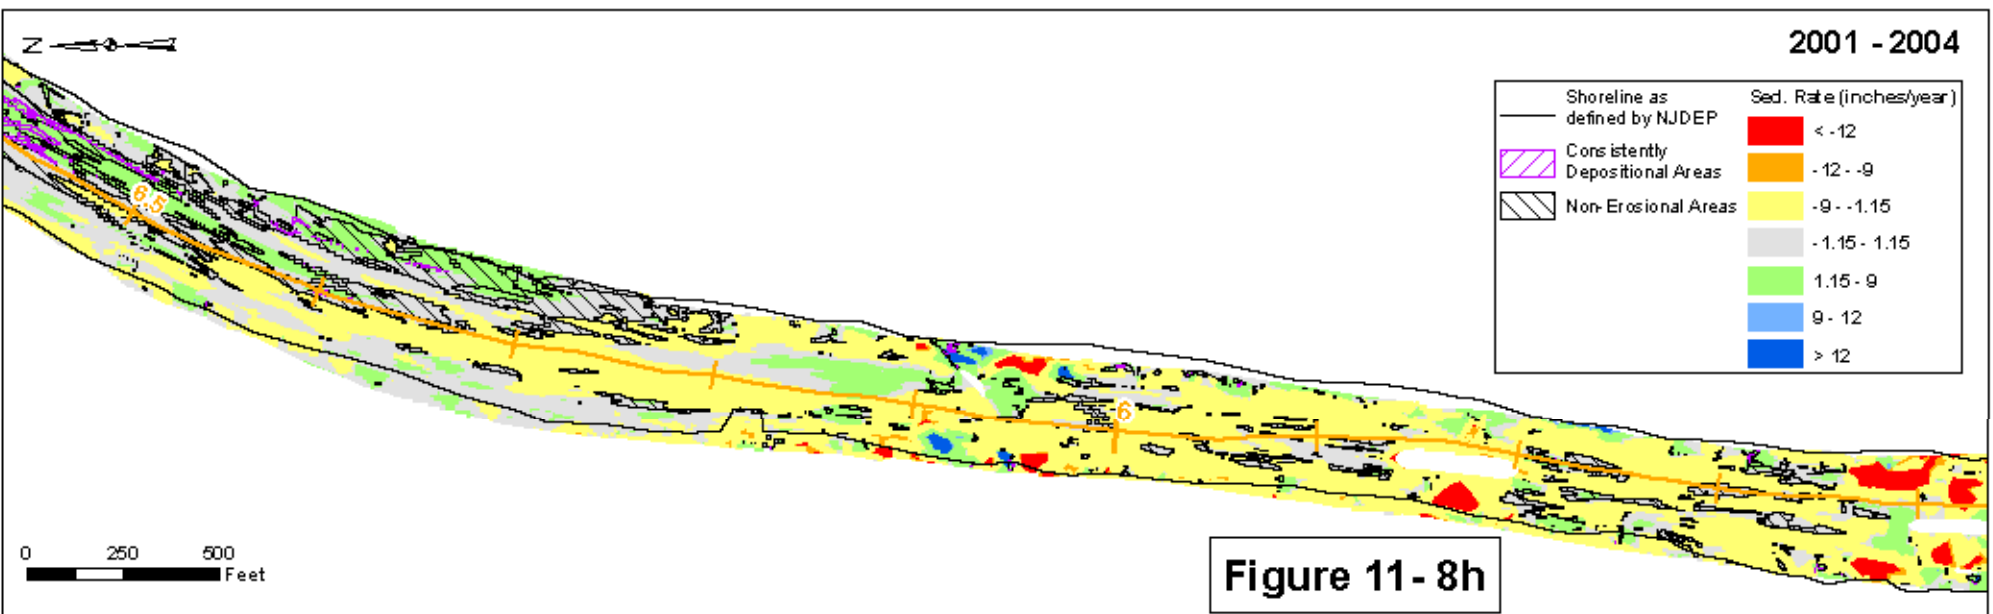 Z
2001 - 2004
Shoreline as
defined by NJDEP
Consistently
Depositional Areas
Non-Erosional Areas
Sed. Rate (inches/year)
< -12
-12 - -9
-9 - -1.15
-1.15 - 1.15
1.15 - 9
9 - 12
> 12
6.5
6
0 250 500
Feet
Figure 11-8h